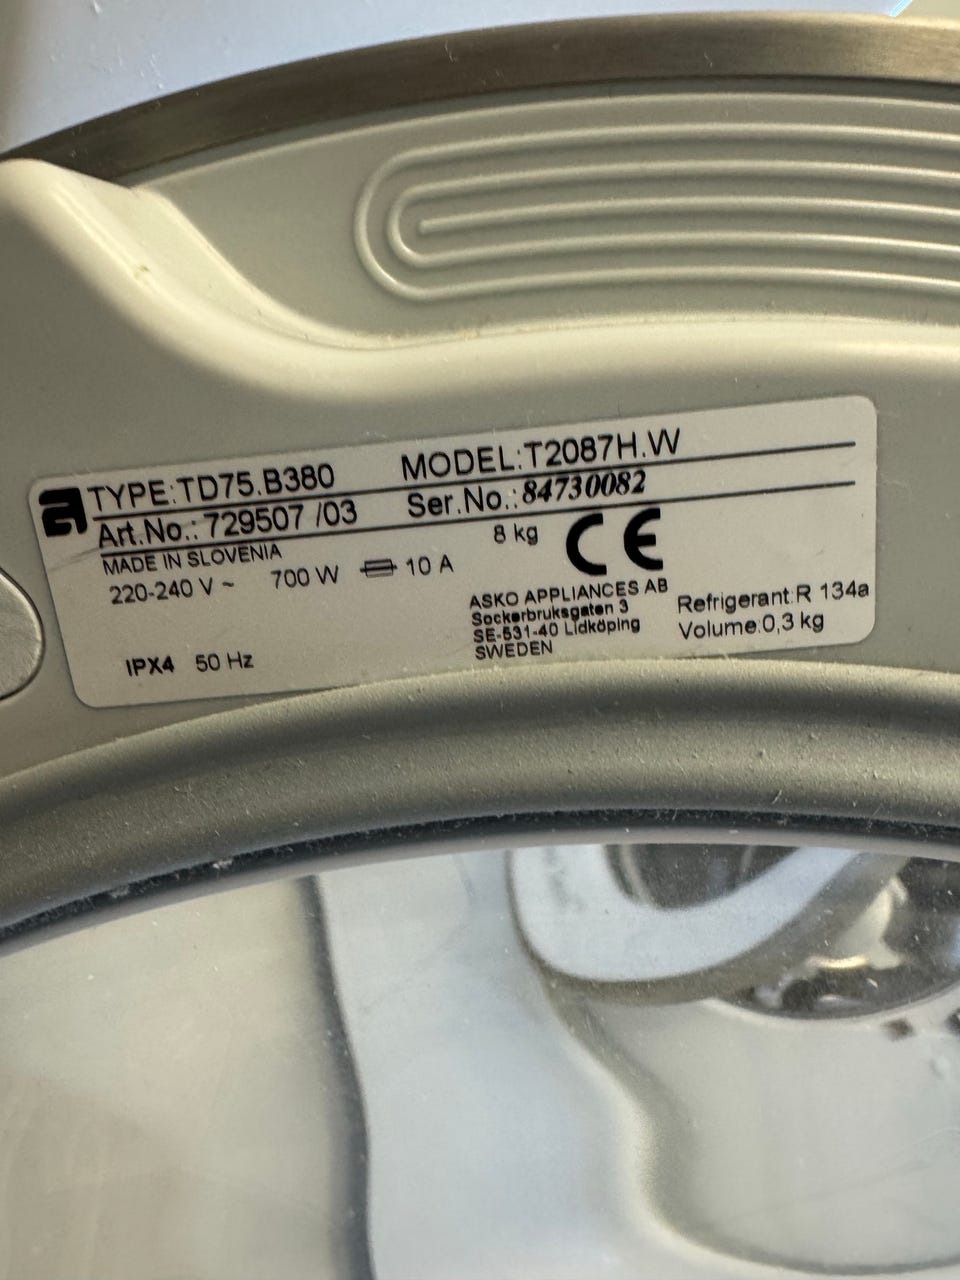 TYPE:TD75.B380 MODEL:T2087H.W
Art.No.: 729507 /03 Ser.No.: 84730082
MADE IN SLOVENIA 8 kg CE
220-240 V ~ 700 W 10 A
ASKO APPLIANCES AB
Sockerbruksgatan 3
SE-531-40 Lidköping
SWEDEN
Refrigerant:R 134a
Volume:0,3 kg
IPX4 50 Hz